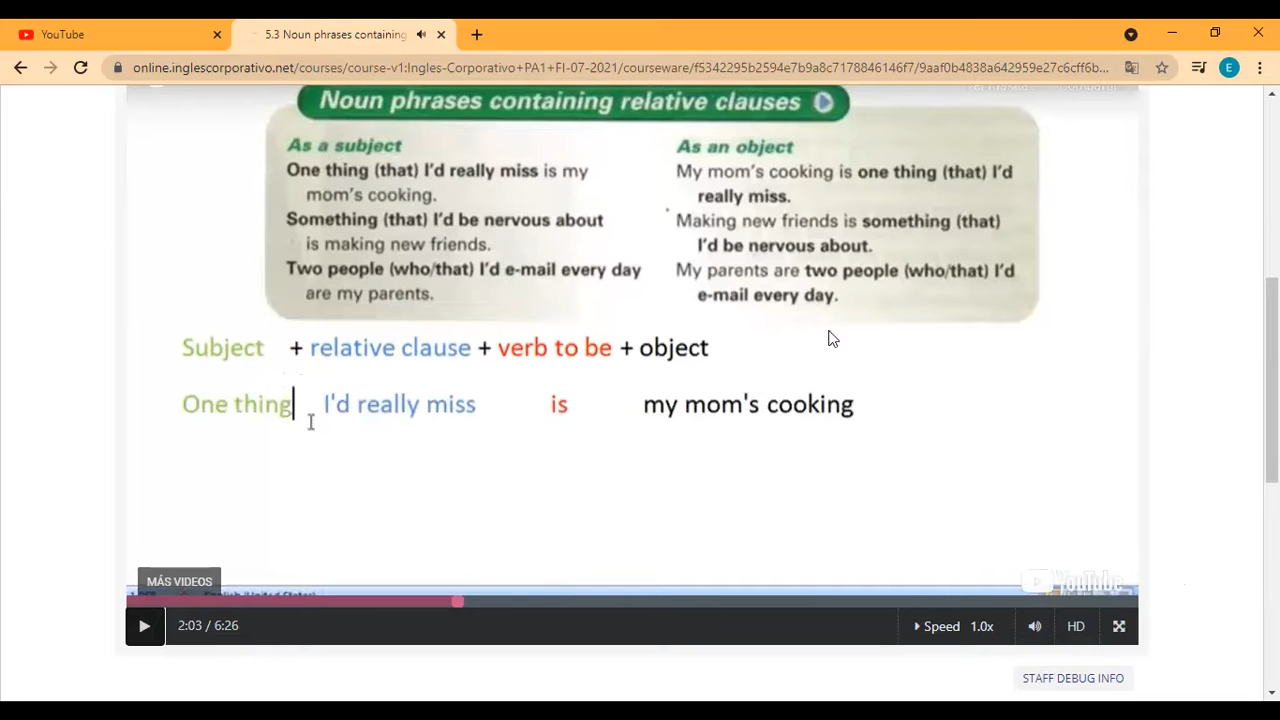 YouTube
5.3 Noun phrases containing
online.inglescorporativo.net/courses/course-v1:Ingles-Corporativo+PA1+FI-07-2021/courseware/f5342295b2594e7b9a8c7178846146f7/9aaf0b4838a642959e27c6cff6b...
E
Noun phrases containing relative clauses
As a subject
One thing (that) I'd really miss is my
mom's cooking.
Something (that) I'd be nervous about
is making new friends.
Two people (who/that) I'd e-mail every day
are my parents.
As an object
My mom's cooking is one thing (that) I'd
really miss.
Making new friends is something (that)
I'd be nervous about.
My parents are two people (who/that) I'd
e-mail every day.
Subject + relative clause + verb to be + object
One thing I'd really miss is my mom's cooking
MÁS VIDEOS
English (United States)
YouTube
2:03 / 6:26
Speed 1.0x
HD
STAFF DEBUG INFO